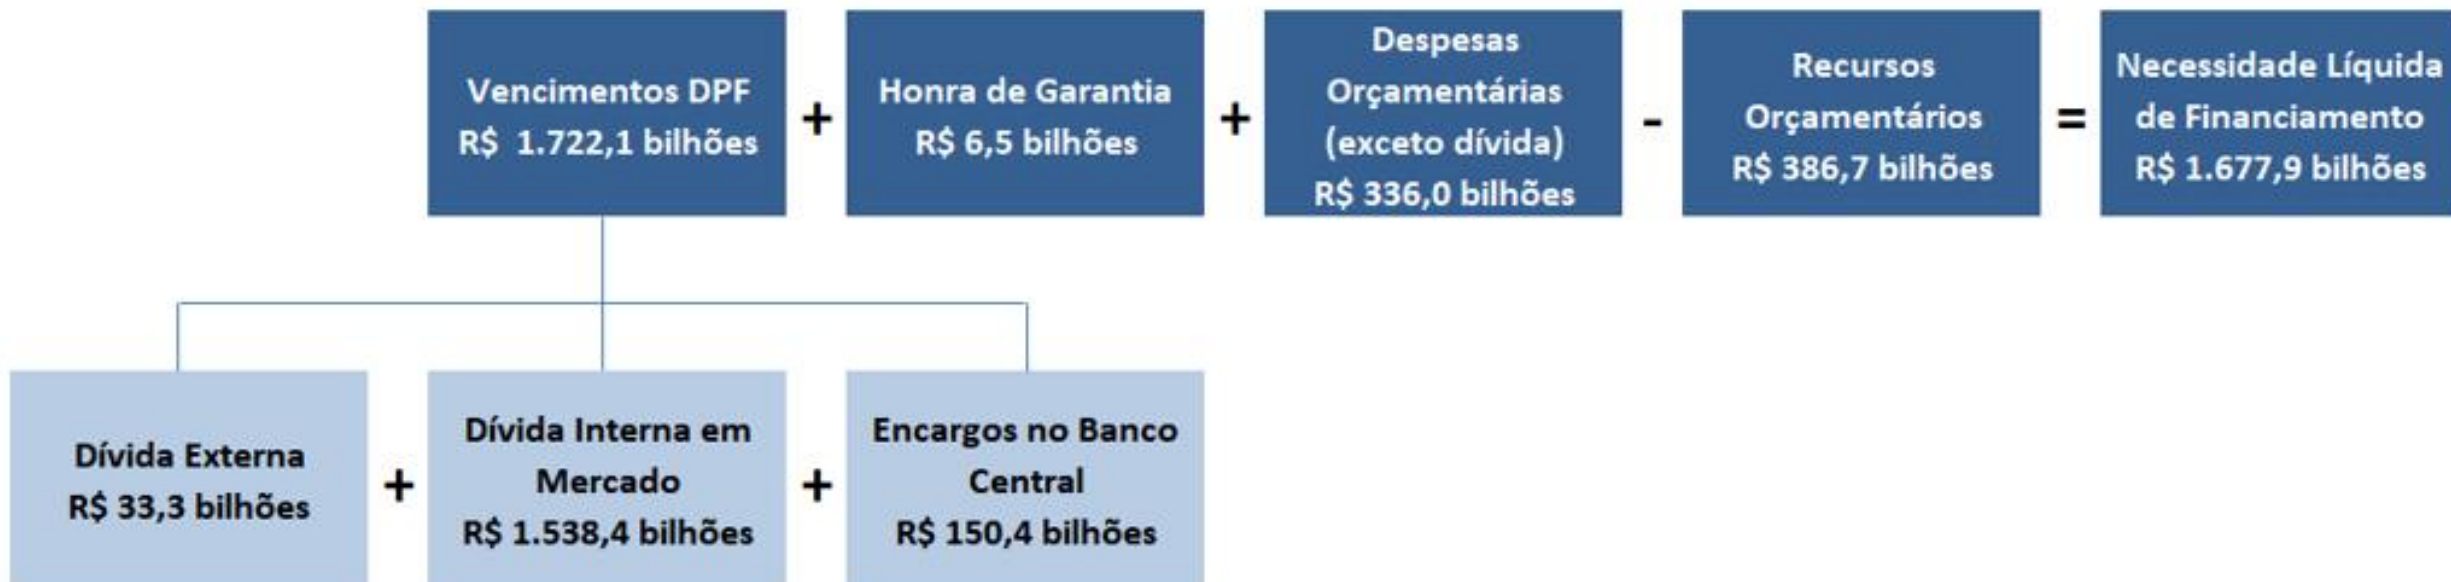 Vencimentos DPF
R$ 1.722,1 bilhões
+
Honra de Garantia
R$ 6,5 bilhões
+
Despesas
Orçamentárias
(exceto dívida)
R$ 336,0 bilhões
-
Recursos
Orçamentários
R$ 386,7 bilhões
=
Necessidade Líquida
de Financiamento
R$ 1.677,9 bilhões
Dívida Externa
R$ 33,3 bilhões
+
Dívida Interna em
Mercado
R$ 1.538,4 bilhões
+
Encargos no Banco
Central
R$ 150,4 bilhões